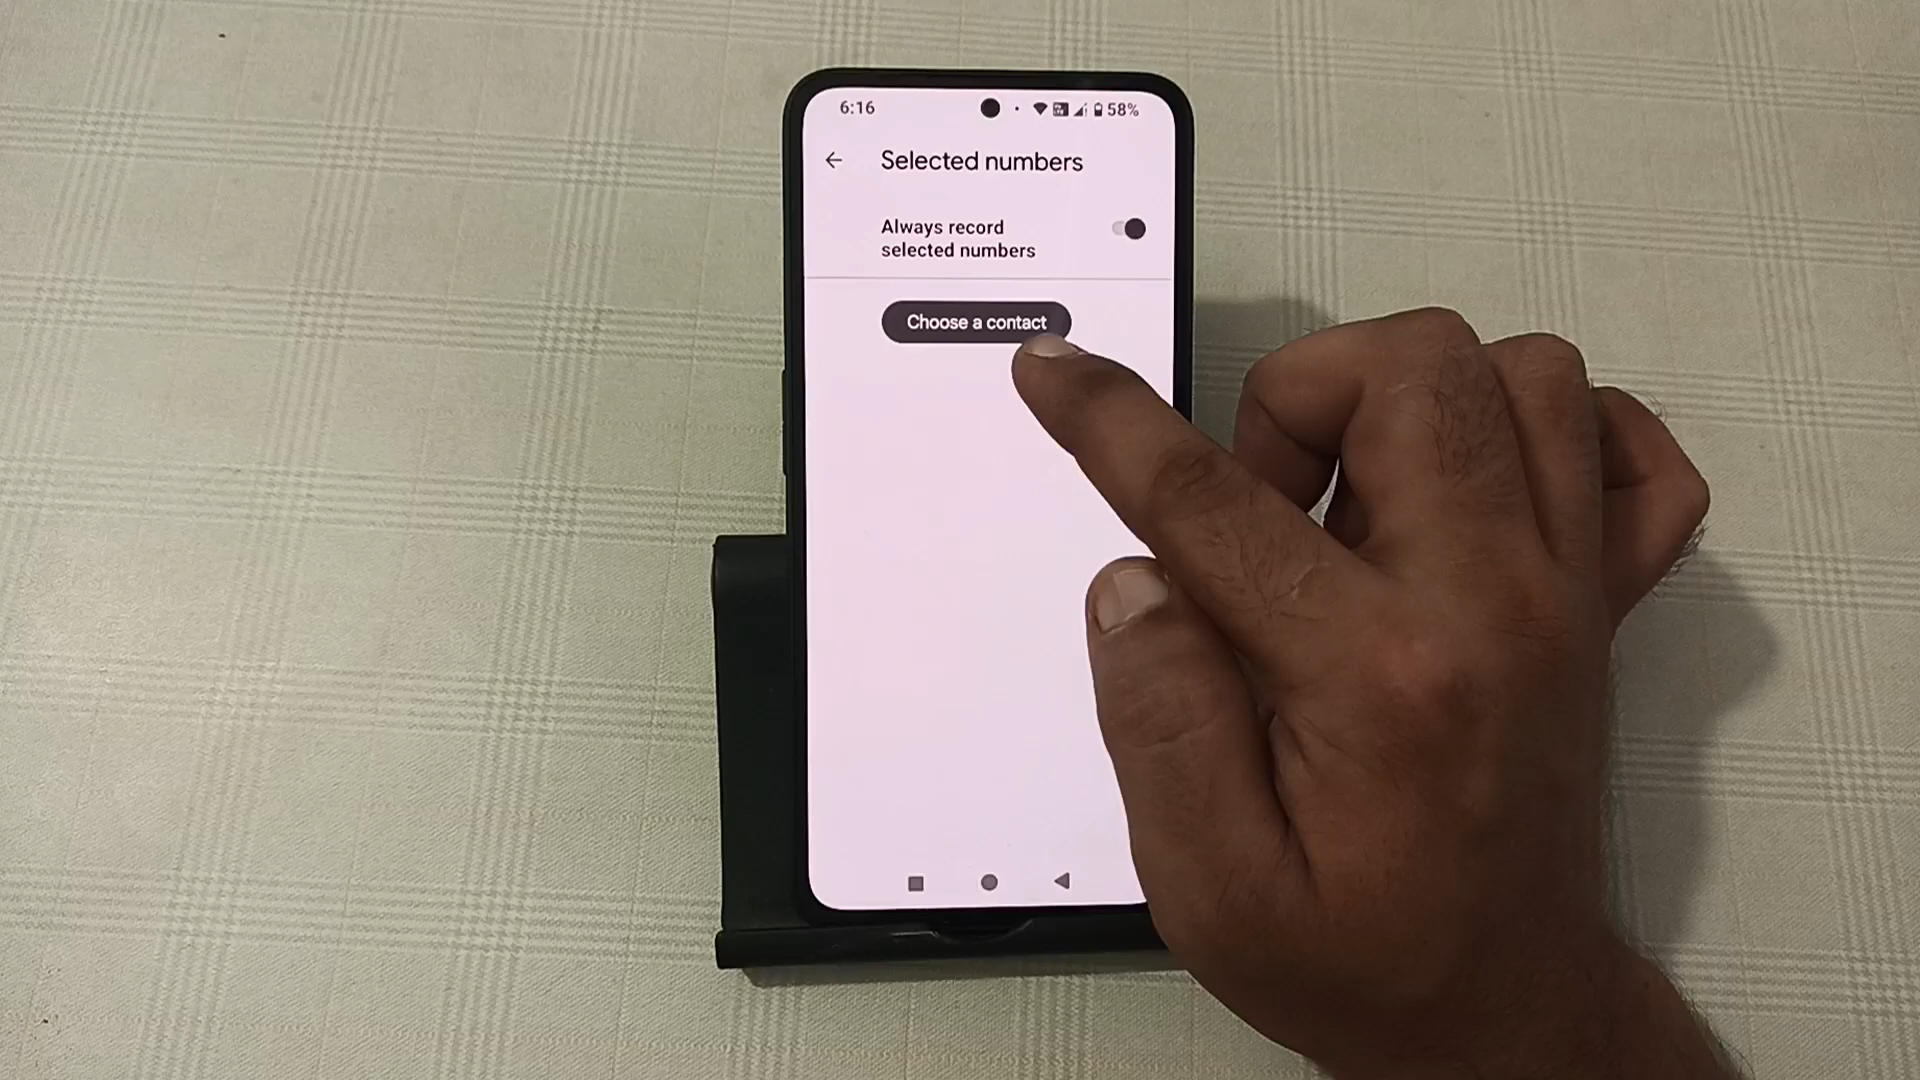 6:16
58%
Selected numbers
Always record
selected numbers
Choose a contact